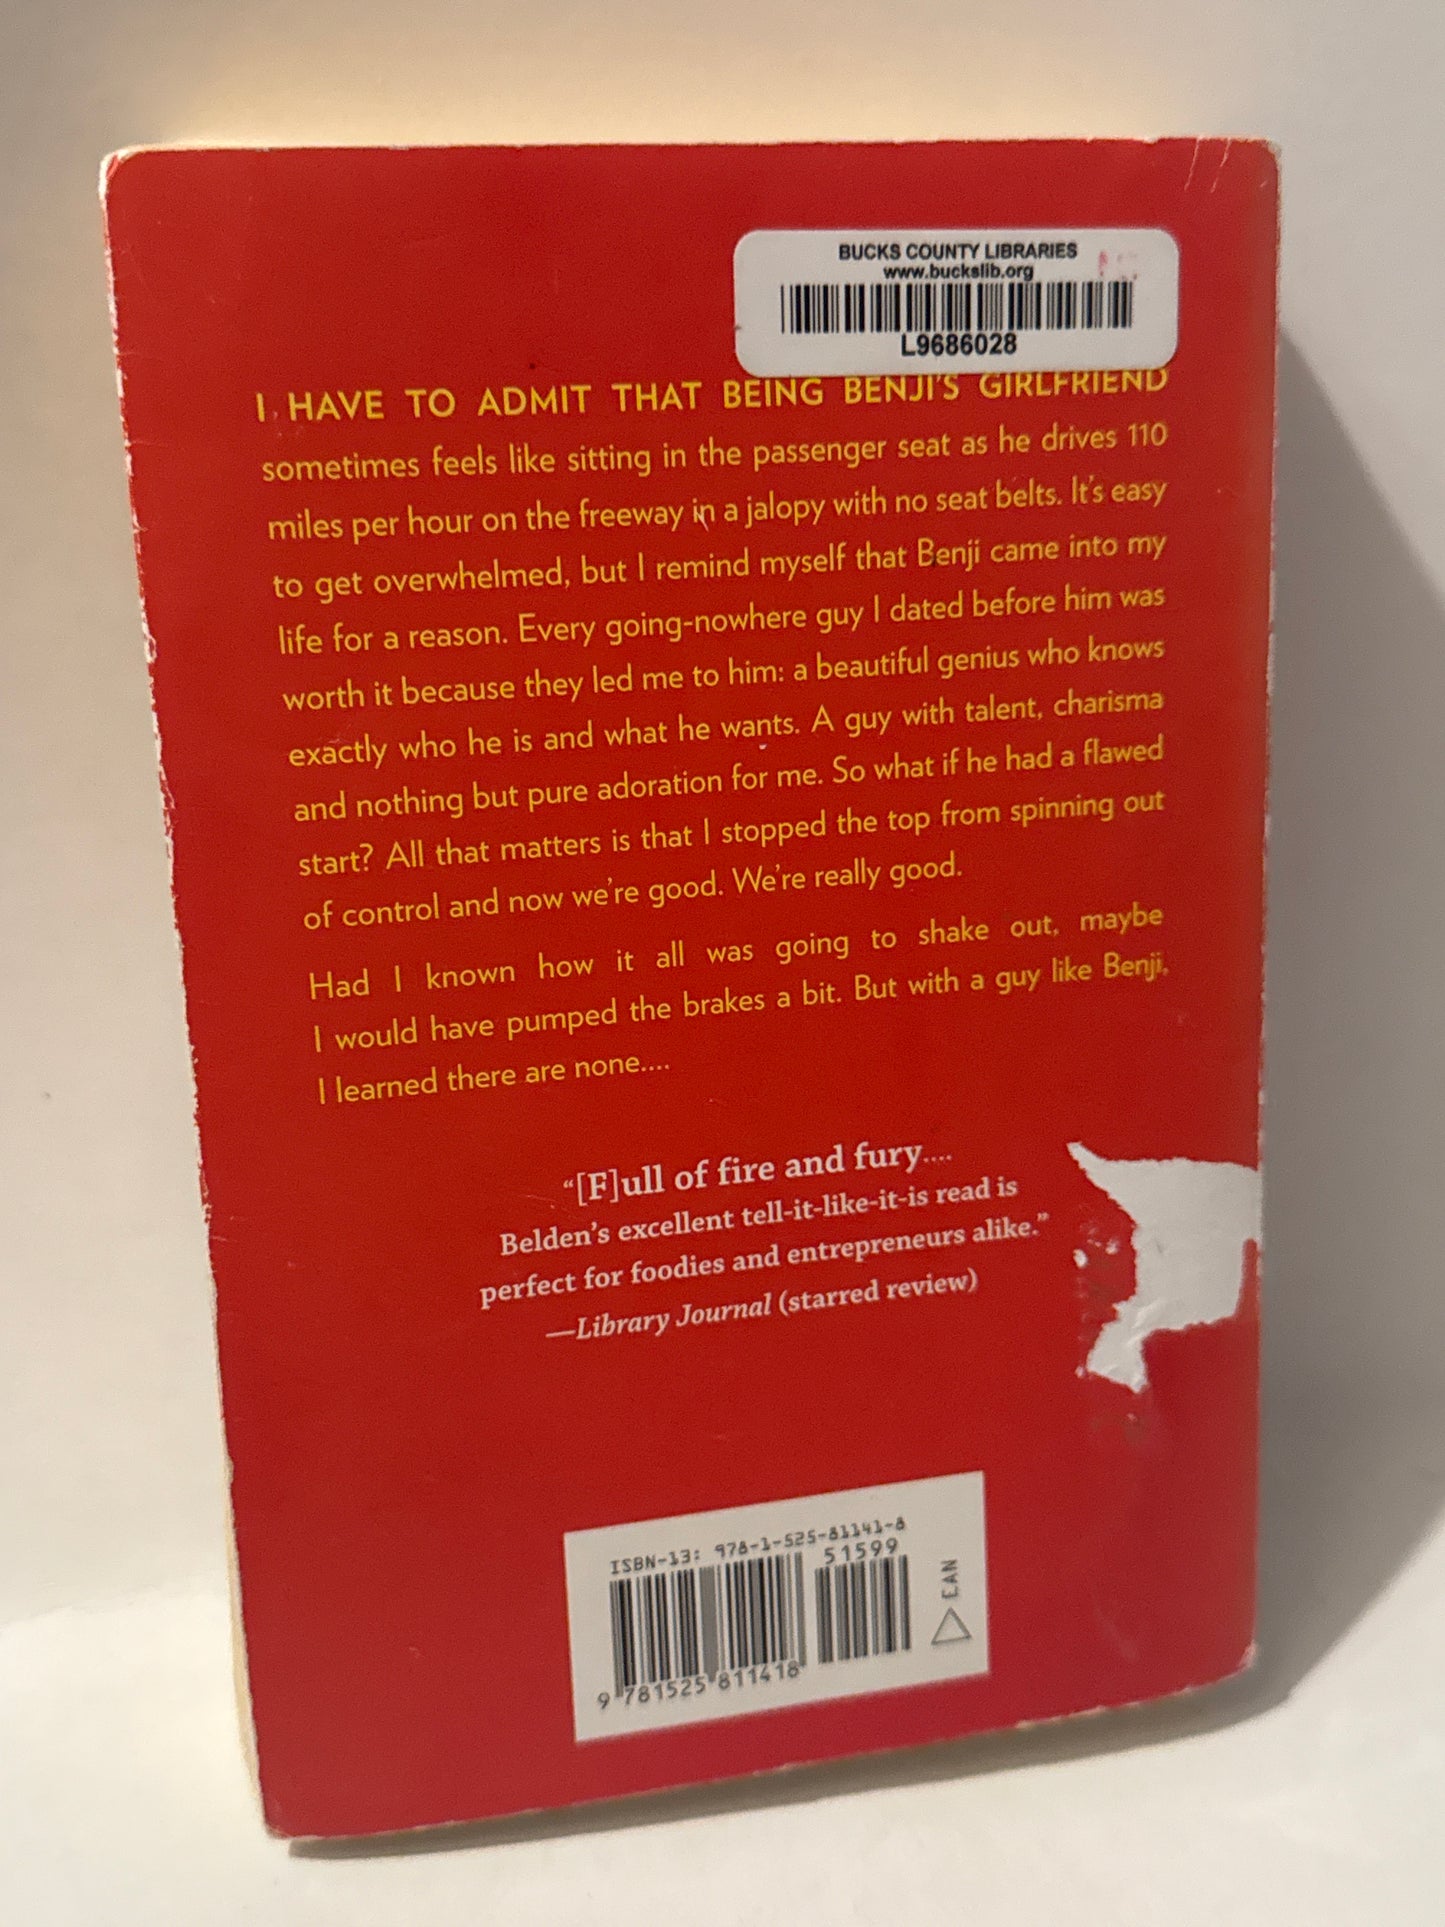 BUCKS COUNTY LIBRARIES
www.buckslib.org
L9686028
I HAVE TO ADMIT THAT BEING BENJI'S GIRLFRIEND
sometimes feels like sitting in the passenger seat as he drives 110
miles per hour on the freeway in a jalopy with no seat belts. It's easy
to get overwhelmed, but I remind myself that Benji came into my
life for a reason. Every going-nowhere guy I dated before him was
worth it because they led me to him: a beautiful genius who knows
exactly who he is and what he wants. A guy with talent, charisma
and nothing but pure adoration for me. So what if he had a flawed
start? All that matters is that I stopped the top from spinning out
of control and now we're good. We're really good.
Had I known how it all was going to shake out, maybe
I would have pumped the brakes a bit. But with a guy like Benji,
I learned there are none....
“[F]ull of fire and fury....
Belden's excellent tell-it-like-it-is read is
perfect for foodies and entrepreneurs alike.”
—Library Journal (starred review)
ISBN-13: 978-1-525-81141-8
51599
EAN
9 781525 811418